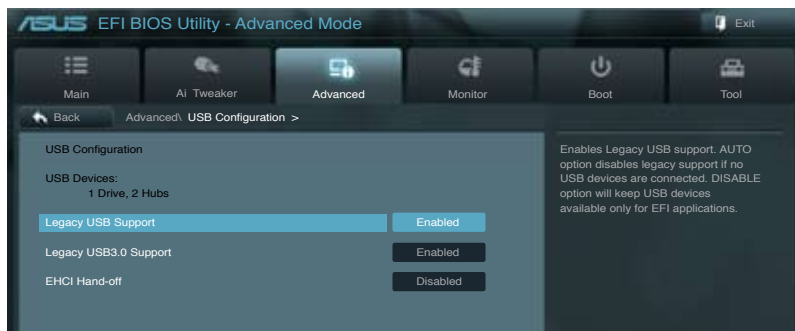 ASUS EFI BIOS Utility - Advanced Mode
Exit
Main
Ai Tweaker
Advanced
Monitor
Boot
Tool
Back
Advanced\ USB Configuration >
USB Configuration
USB Devices:
1 Drive, 2 Hubs
Legacy USB Support Enabled
Legacy USB3.0 Support Enabled
EHCI Hand-off Disabled
Enables Legacy USB support. AUTO
option disables legacy support if no
USB devices are connected. DISABLE
option will keep USB devices
available only for EFI applications.